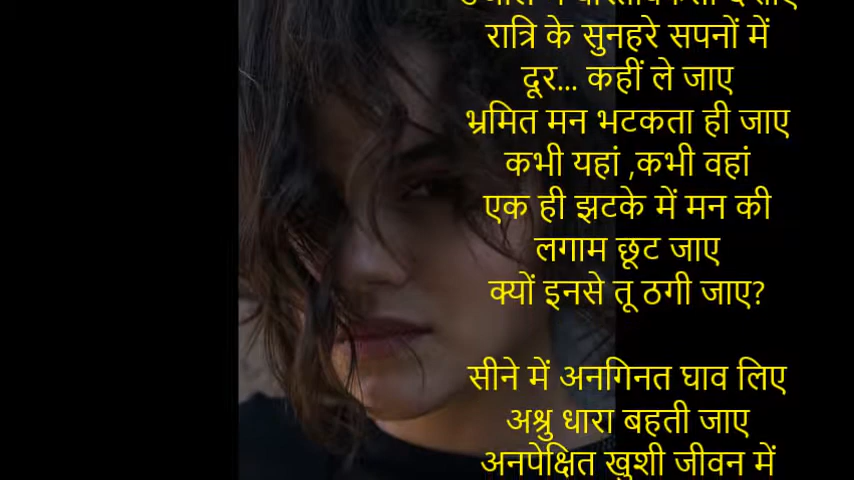 रात्रि के सुनहरे सपनों में
दूर... कहीं ले जाए
भ्रमित मन भटकता ही जाए
कभी यहां ,कभी वहां
एक ही झटके में मन की
लगाम छूट जाए
क्यों इनसे तू ठगी जाए?
सीने में अनगिनत घाव लिए
अश्रु धारा बहती जाए
अनपेक्षित खुशी जीवन में